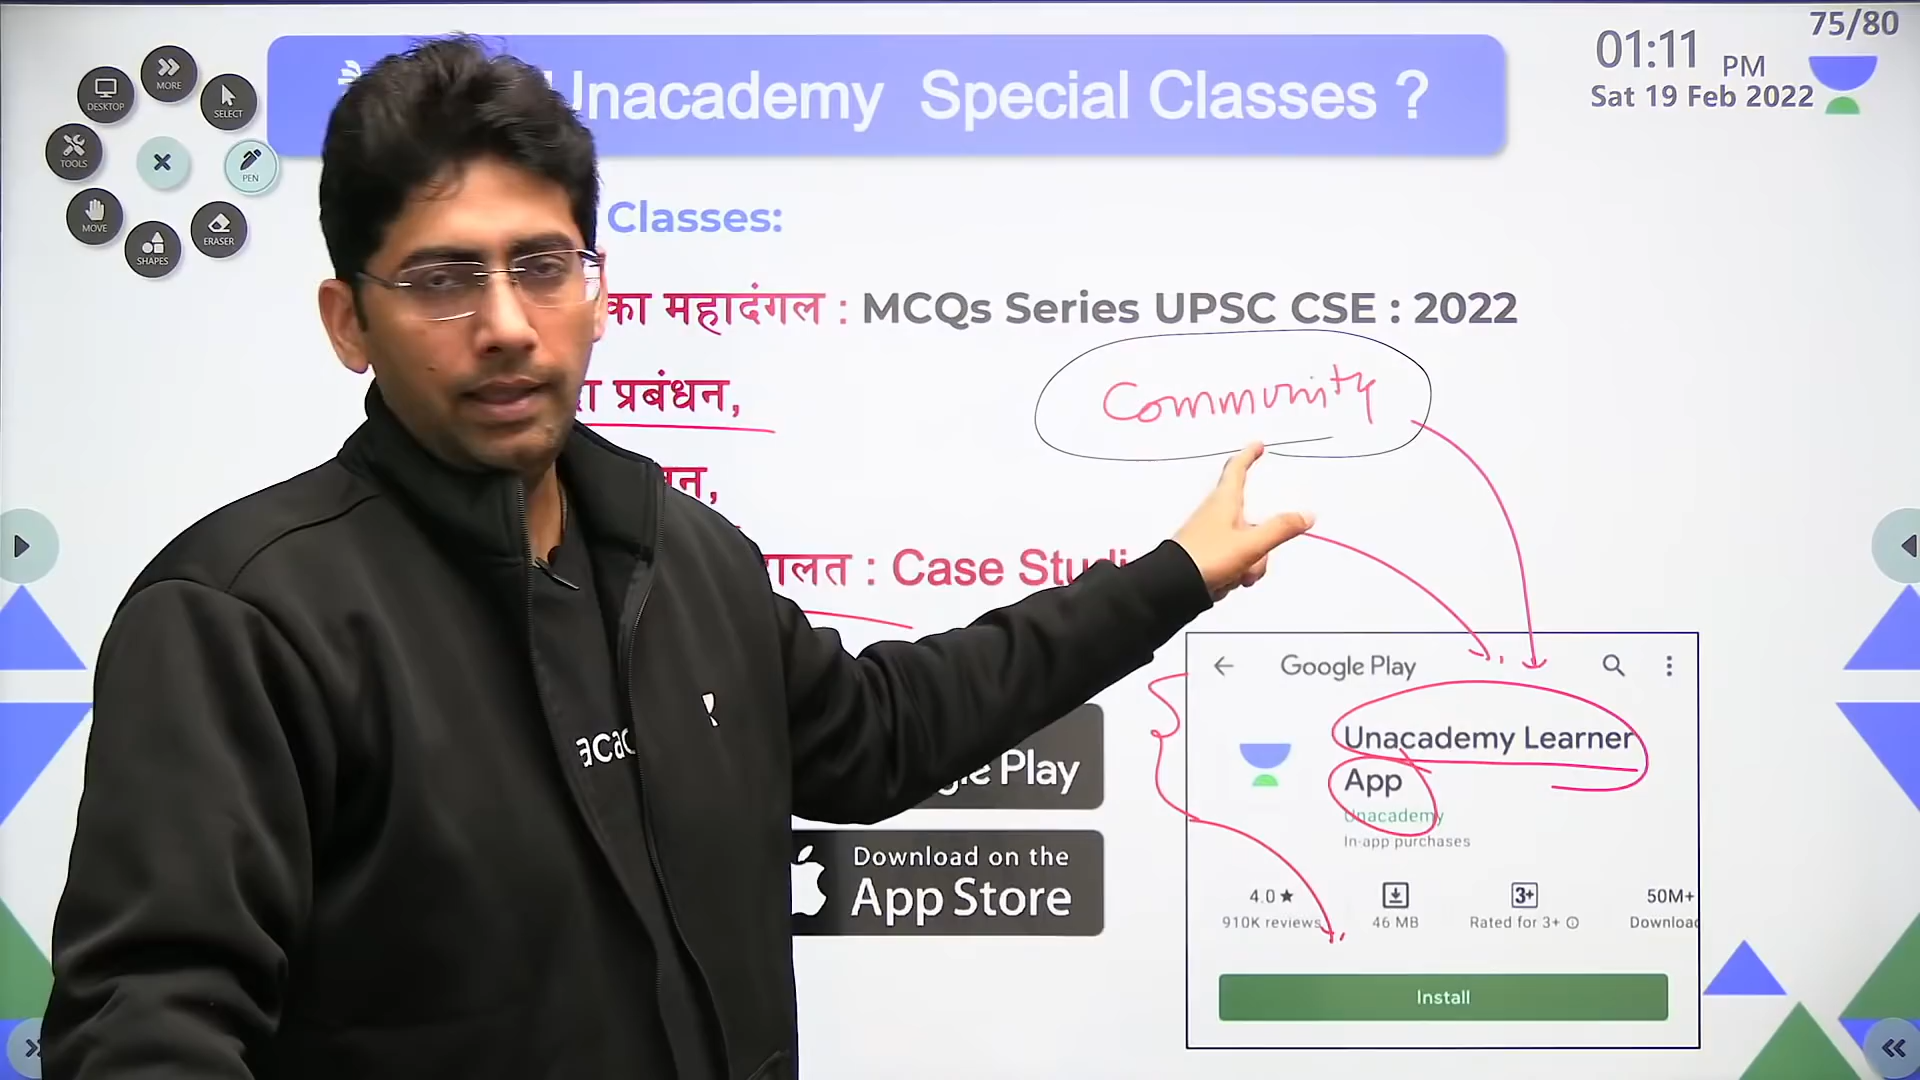 75/80
01:11 PM
Sat 19 Feb 2022
MORE
DESKTOP
SELECT
TOOLS
PEN
MOVE
ERASER
SHAPES
Unacademy Special Classes ?
Classes:
का महादंगल : MCQs Series UPSC CSE : 2022
Community
प्रबंधन,
: Case
Google Play
Unacademy Learner
App
Unacademy
In-app purchases
Play
Download on the
App Store
4.0★
910K reviews
46 MB
3+
Rated for 3+
50M+
Install